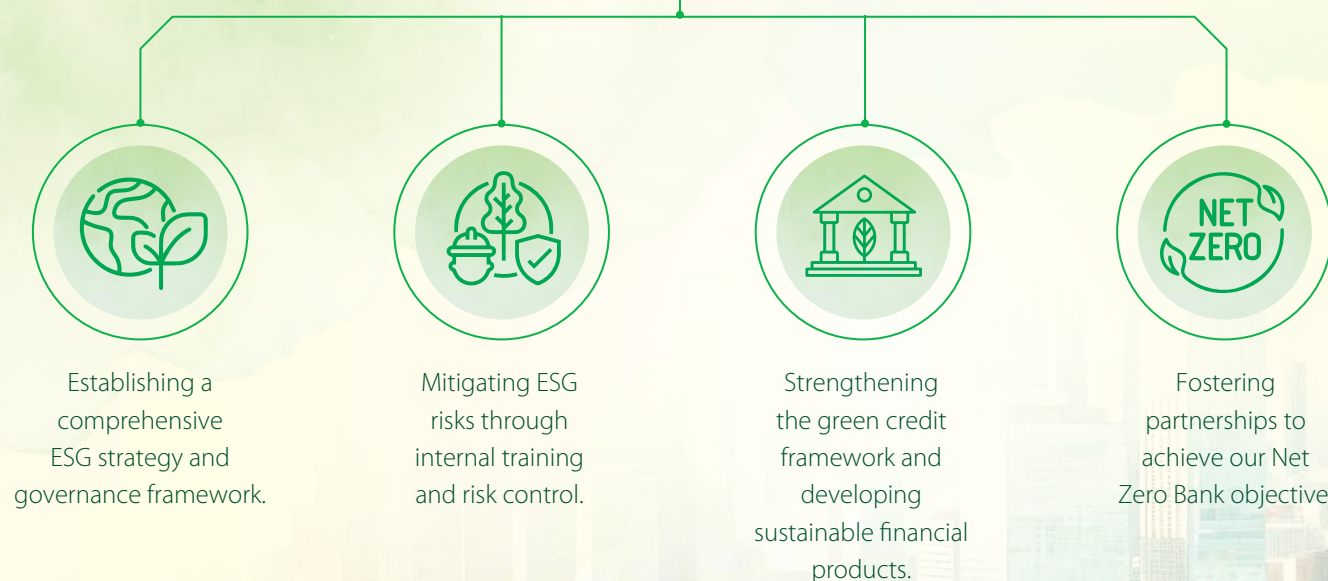 NET
ZERO
Establishing a
comprehensive
ESG strategy and
governance framework.
Mitigating ESG
risks through
internal training
and risk control.
Strengthening
the green credit
framework and
developing
sustainable financial
products.
Fostering
partnerships to
achieve our Net
Zero Bank objective